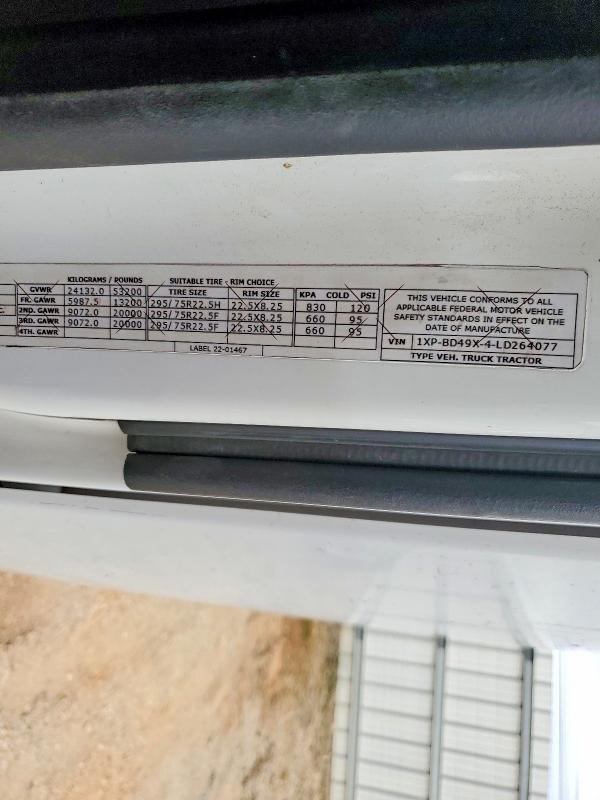 KILOGRAMS / POUNDS SUITABLE TIRE - RIM CHOICE
GVWR 24132.0 53200 TIRE SIZE RIM SIZE KPA COLD PSI
FR. GAWR 5987.5 13200 295/75R22.5H 22.5X8.25 830 120
2ND. GAWR 9072.0 20000 295/75R22.5F 22.5X8.25 660 95
3RD. GAWR 9072.0 20000 295/75R22.5F 22.5X8.25 660 95
4TH. GAWR
LABEL 22-01467
THIS VEHICLE CONFORMS TO ALL
APPLICABLE FEDERAL MOTOR VEHICLE
SAFETY STANDARDS IN EFFECT ON THE
DATE OF MANUFACTURE
VIN 1XP-BD49X-4-LD264077
TYPE VEH. TRUCK TRACTOR